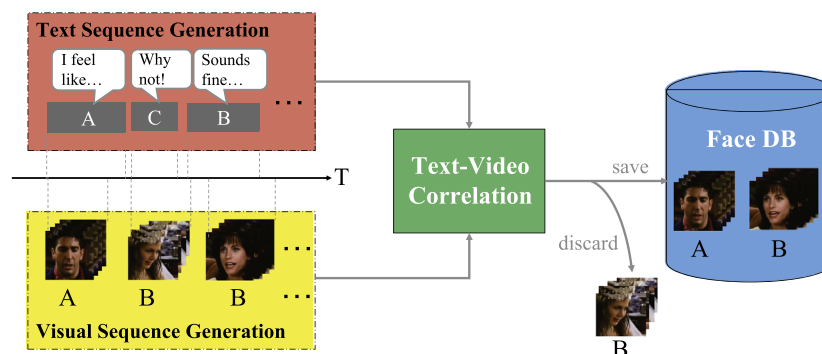 Text Sequence Generation
I feel
like…
Why
not!
Sounds
fine…
A
C
B
...
T
A
B
B
...
...
Visual Sequence Generation
Text-Video
Correlation
save
discard
B
Face DB
A
B